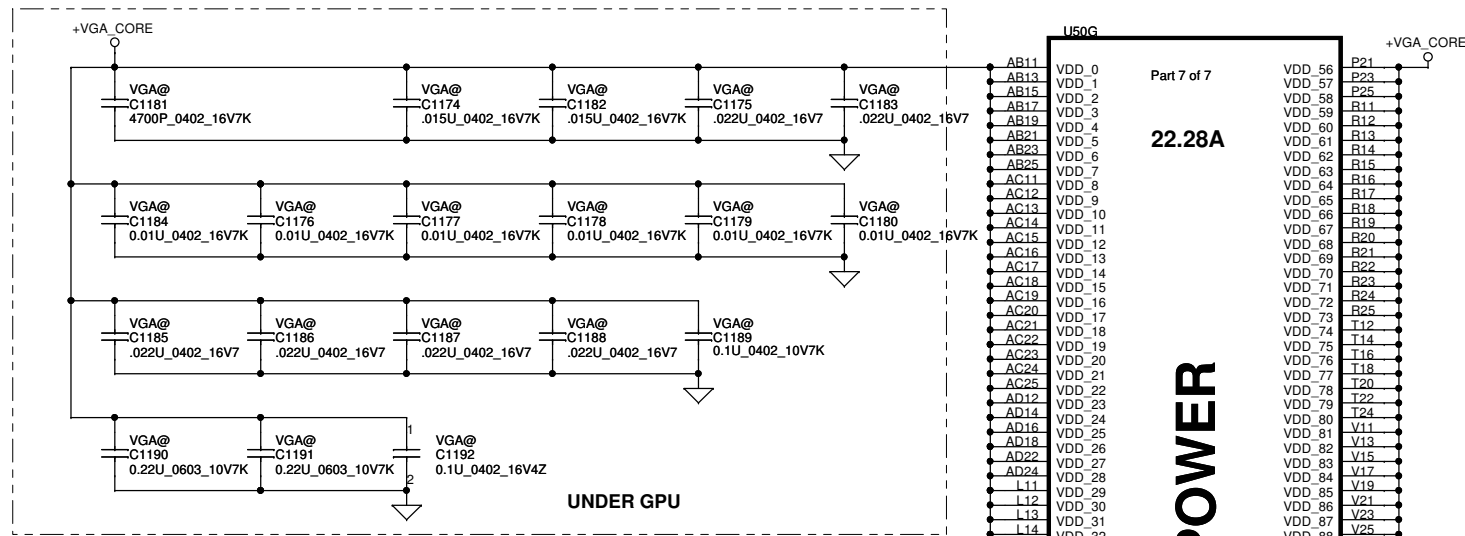 +VGA_CORE
VGA@
C1181
4700P_0402_16V7K
VGA@
C1174
.015U_0402_16V7K
VGA@
C1182
.015U_0402_16V7K
VGA@
C1175
.022U_0402_16V7
VGA@
C1183
.022U_0402_16V7
VGA@
C1184
0.01U_0402_16V7K
VGA@
C1176
0.01U_0402_16V7K
VGA@
C1177
0.01U_0402_16V7K
VGA@
C1178
0.01U_0402_16V7K
VGA@
C1179
0.01U_0402_16V7K
VGA@
C1180
0.01U_0402_16V7K
VGA@
C1185
.022U_0402_16V7
VGA@
C1186
.022U_0402_16V7
VGA@
C1187
.022U_0402_16V7
VGA@
C1188
.022U_0402_16V7
VGA@
C1189
0.1U_0402_10V7K
VGA@
C1190
0.22U_0603_10V7K
VGA@
C1191
0.22U_0603_10V7K
1
2
VGA@
C1192
0.1U_0402_16V4Z
UNDER GPU
U50G
+VGA_CORE
Part 7 of 7
22.28A
POWER
AB11 VDD_0 VDD_56 P21
AB13 VDD_1 VDD_57 P23
AB15 VDD_2 VDD_58 P25
AB17 VDD_3 VDD_59 R11
AB19 VDD_4 VDD_60 R12
AB21 VDD_5 VDD_61 R13
AB23 VDD_6 VDD_62 R14
AB25 VDD_7 VDD_63 R15
AC11 VDD_8 VDD_64 R16
AC12 VDD_9 VDD_65 R17
AC13 VDD_10 VDD_66 R18
AC14 VDD_11 VDD_67 R19
AC15 VDD_12 VDD_68 R20
AC16 VDD_13 VDD_69 R21
AC17 VDD_14 VDD_70 R22
AC18 VDD_15 VDD_71 R23
AC19 VDD_16 VDD_72 R24
AC20 VDD_17 VDD_73 R25
AC21 VDD_18 VDD_74 T12
AC22 VDD_19 VDD_75 T14
AC23 VDD_20 VDD_76 T16
AC24 VDD_21 VDD_77 T18
AC25 VDD_22 VDD_78 T20
AD12 VDD_23 VDD_79 T22
AD14 VDD_24 VDD_80 T24
AD16 VDD_25 VDD_81 V11
AD18 VDD_26 VDD_82 V13
AD22 VDD_27 VDD_83 V15
AD24 VDD_28 VDD_84 V17
L11 VDD_29 VDD_85 V19
L12 VDD_30 VDD_86 V21
L13 VDD_31 VDD_87 V23
L14 VDD_32 VDD_88 V25